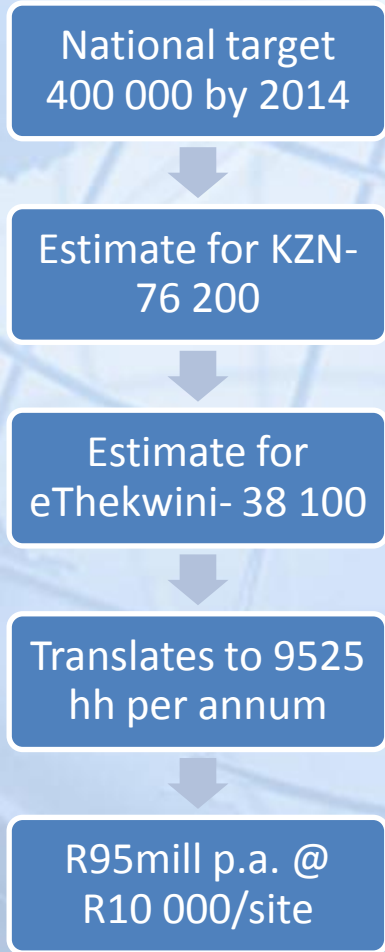 National target
400 000 by 2014
Estimate for KZN-
76 200
Estimate for
eThekwini- 38 100
Translates to 9525
hh per annum
R95mill p.a. @
R10 000/site